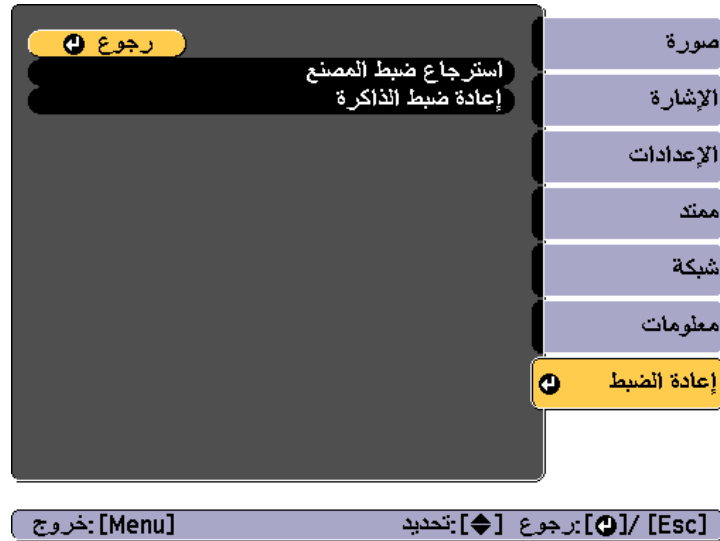 صورة
الإشارة
الإعدادات
ممتد
شبكة
معلومات
إعادة الضبط
رجوع
استرجاع ضبط المصنع
إعادة ضبط الذاكرة
[Esc] /[⏎]:رجوع [◆]:تحديد [Menu]:خروج